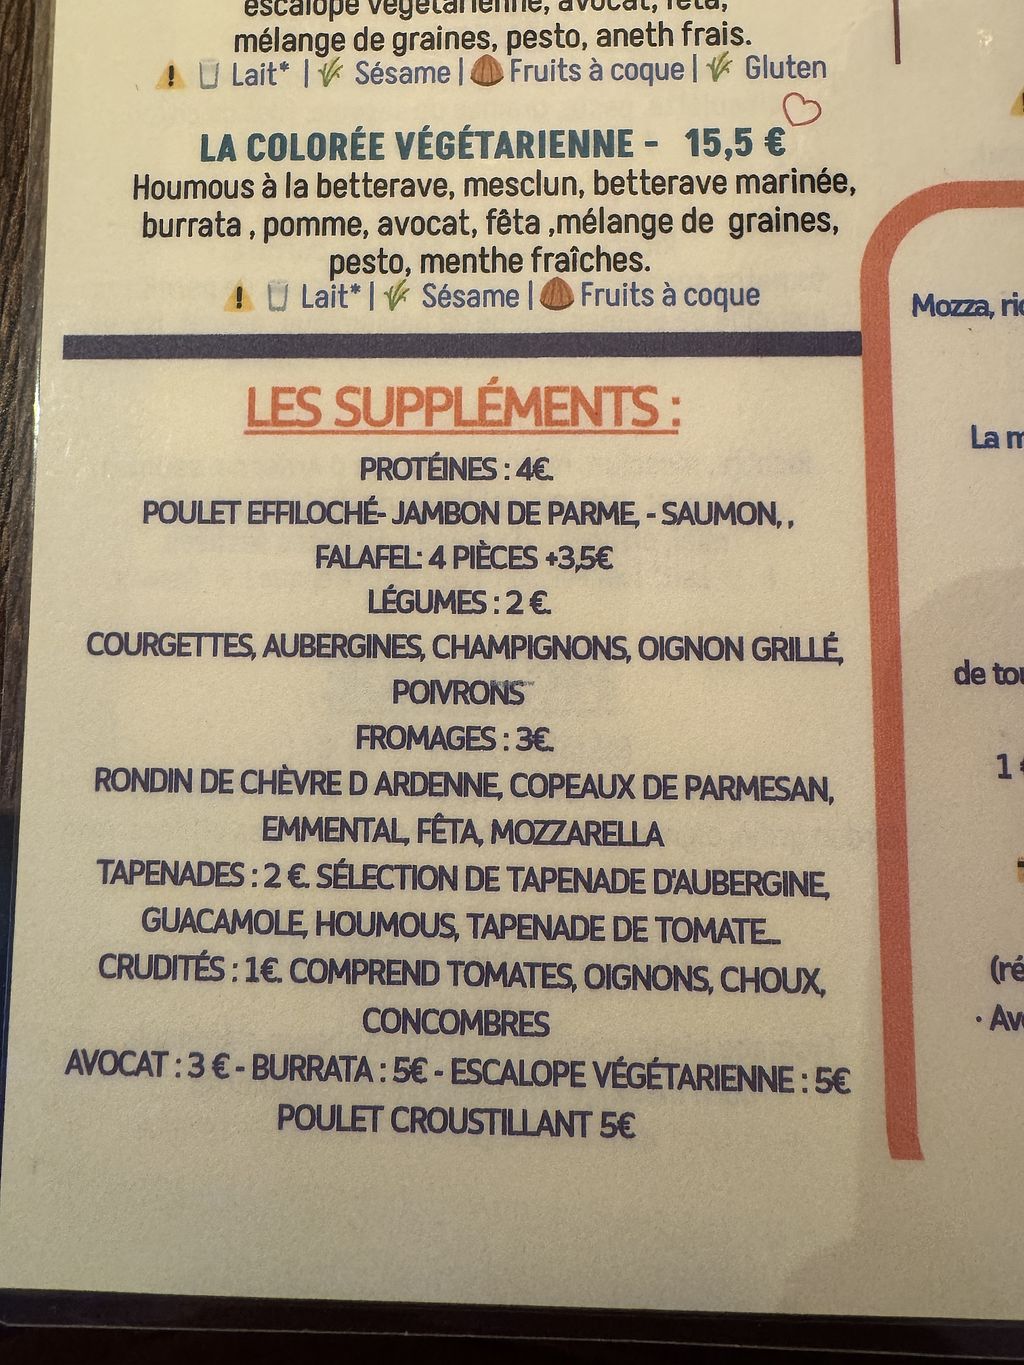 escalope végétarienne, avocat, fêta,
mélange de graines, pesto, aneth frais.
Lait* | Sésame | Fruits à coque | Gluten
LA COLORÉE VÉGÉTARIENNE - 15,5 €
Houmous à la betterave, mesclun, betterave marinée,
burrata , pomme, avocat, fêta ,mélange de graines,
pesto, menthe fraîches.
Lait* | Sésame | Fruits à coque
LES SUPPLÉMENTS :
PROTÉINES : 4€.
POULET EFFILOCHÉ- JAMBON DE PARME, - SAUMON, ,
FALAFEL: 4 PIÈCES +3,5€
LÉGUMES : 2 €.
COURGETTES, AUBERGINES, CHAMPIGNONS, OIGNON GRILLÉ,
POIVRONS
FROMAGES : 3€.
RONDIN DE CHÈVRE D ARDENNE, COPEAUX DE PARMESAN,
EMMENTAL, FÊTA, MOZZARELLA
TAPENADES : 2 €. SÉLECTION DE TAPENADE D'AUBERGINE,
GUACAMOLE, HOUMOUS, TAPENADE DE TOMATE...
CRUDITÉS : 1€. COMPREND TOMATES, OIGNONS, CHOUX,
CONCOMBRES
AVOCAT : 3 € - BURRATA : 5€ - ESCALOPE VÉGÉTARIENNE : 5€
POULET CROUSTILLANT 5€
Mozza,
La
de
1